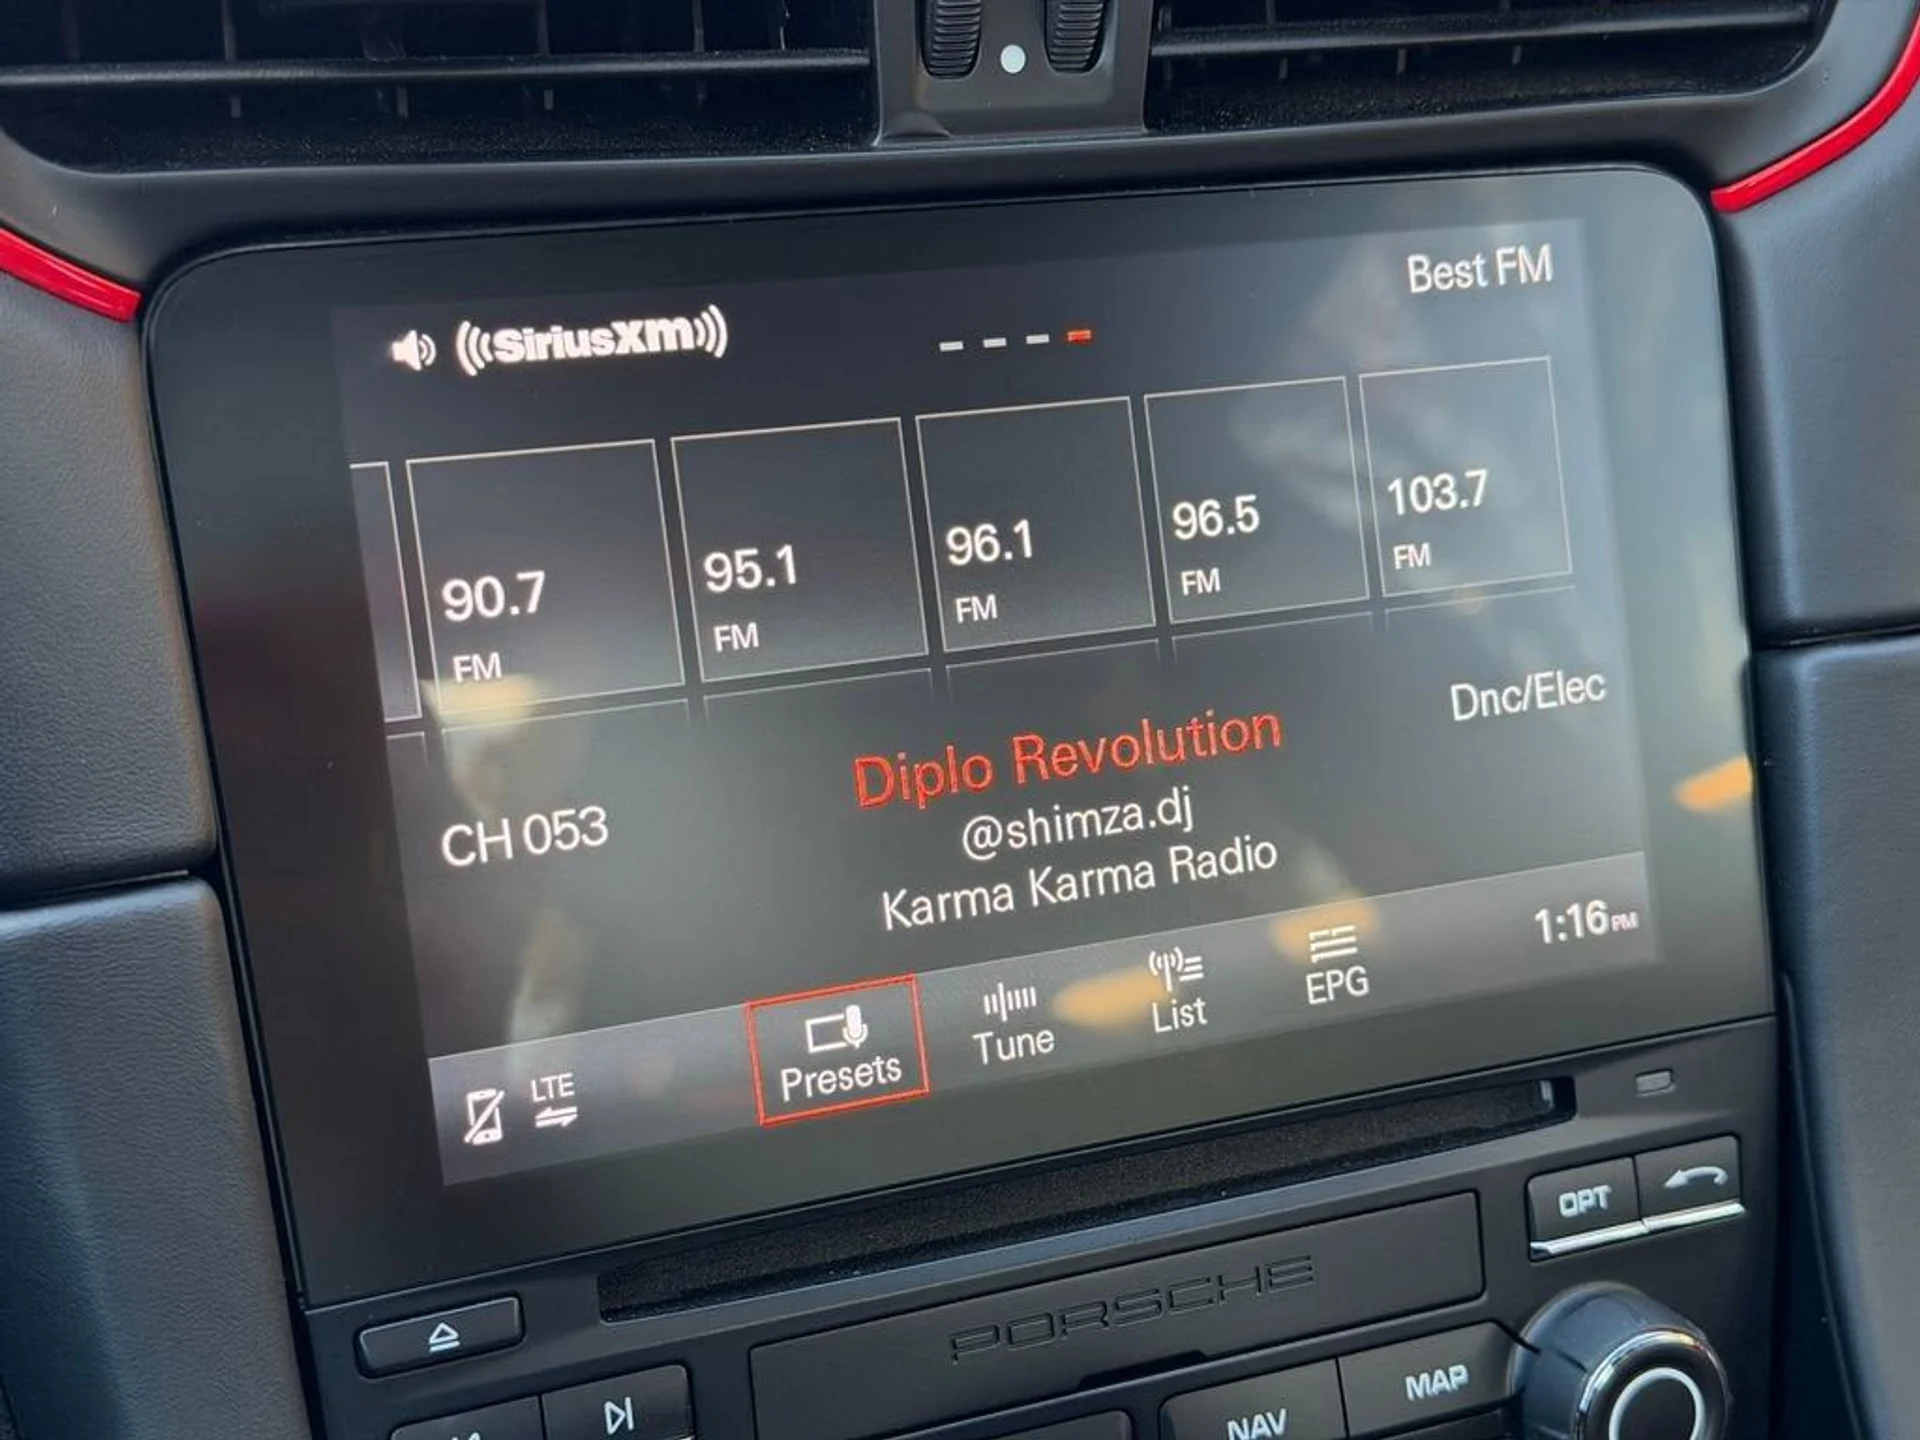 Best FM
SiriusXM
90.7
FM
95.1
FM
96.1
FM
96.5
FM
103.7
FM
Dnc/Elec
Diplo Revolution
CH 053
@shimza.dj
Karma Karma Radio
1:16 PM
LTE
Presets
Tune
List
EPG
OPT
PORSCHE
MAP
NAV